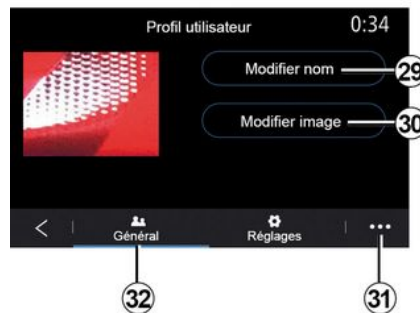 Profil utilisateur 0:34
Modifier nom 29
Modifier image 30
Général Réglages
32 31